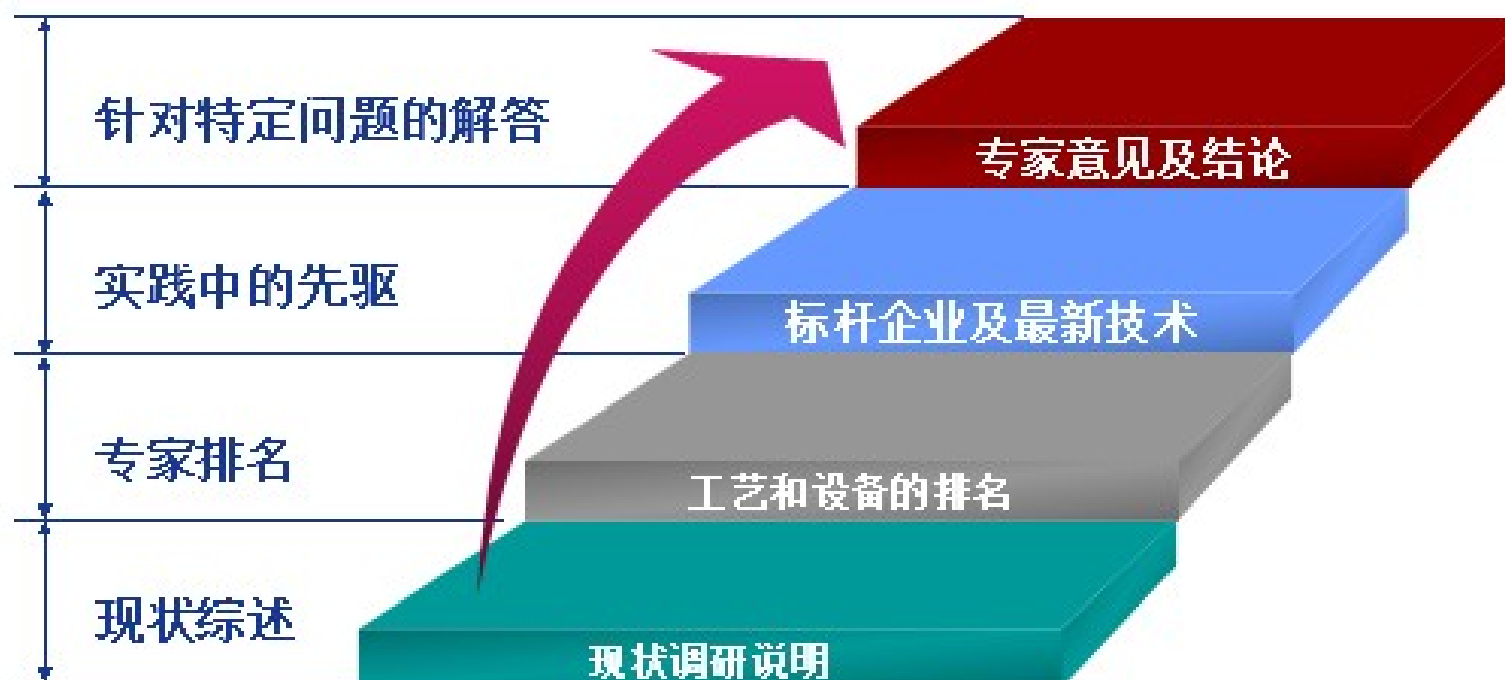 针对特定问题的解答
专家意见及结论
实践中的先驱
标杆企业及最新技术
专家排名
工艺和设备的排名
现状综述
现状调研说明